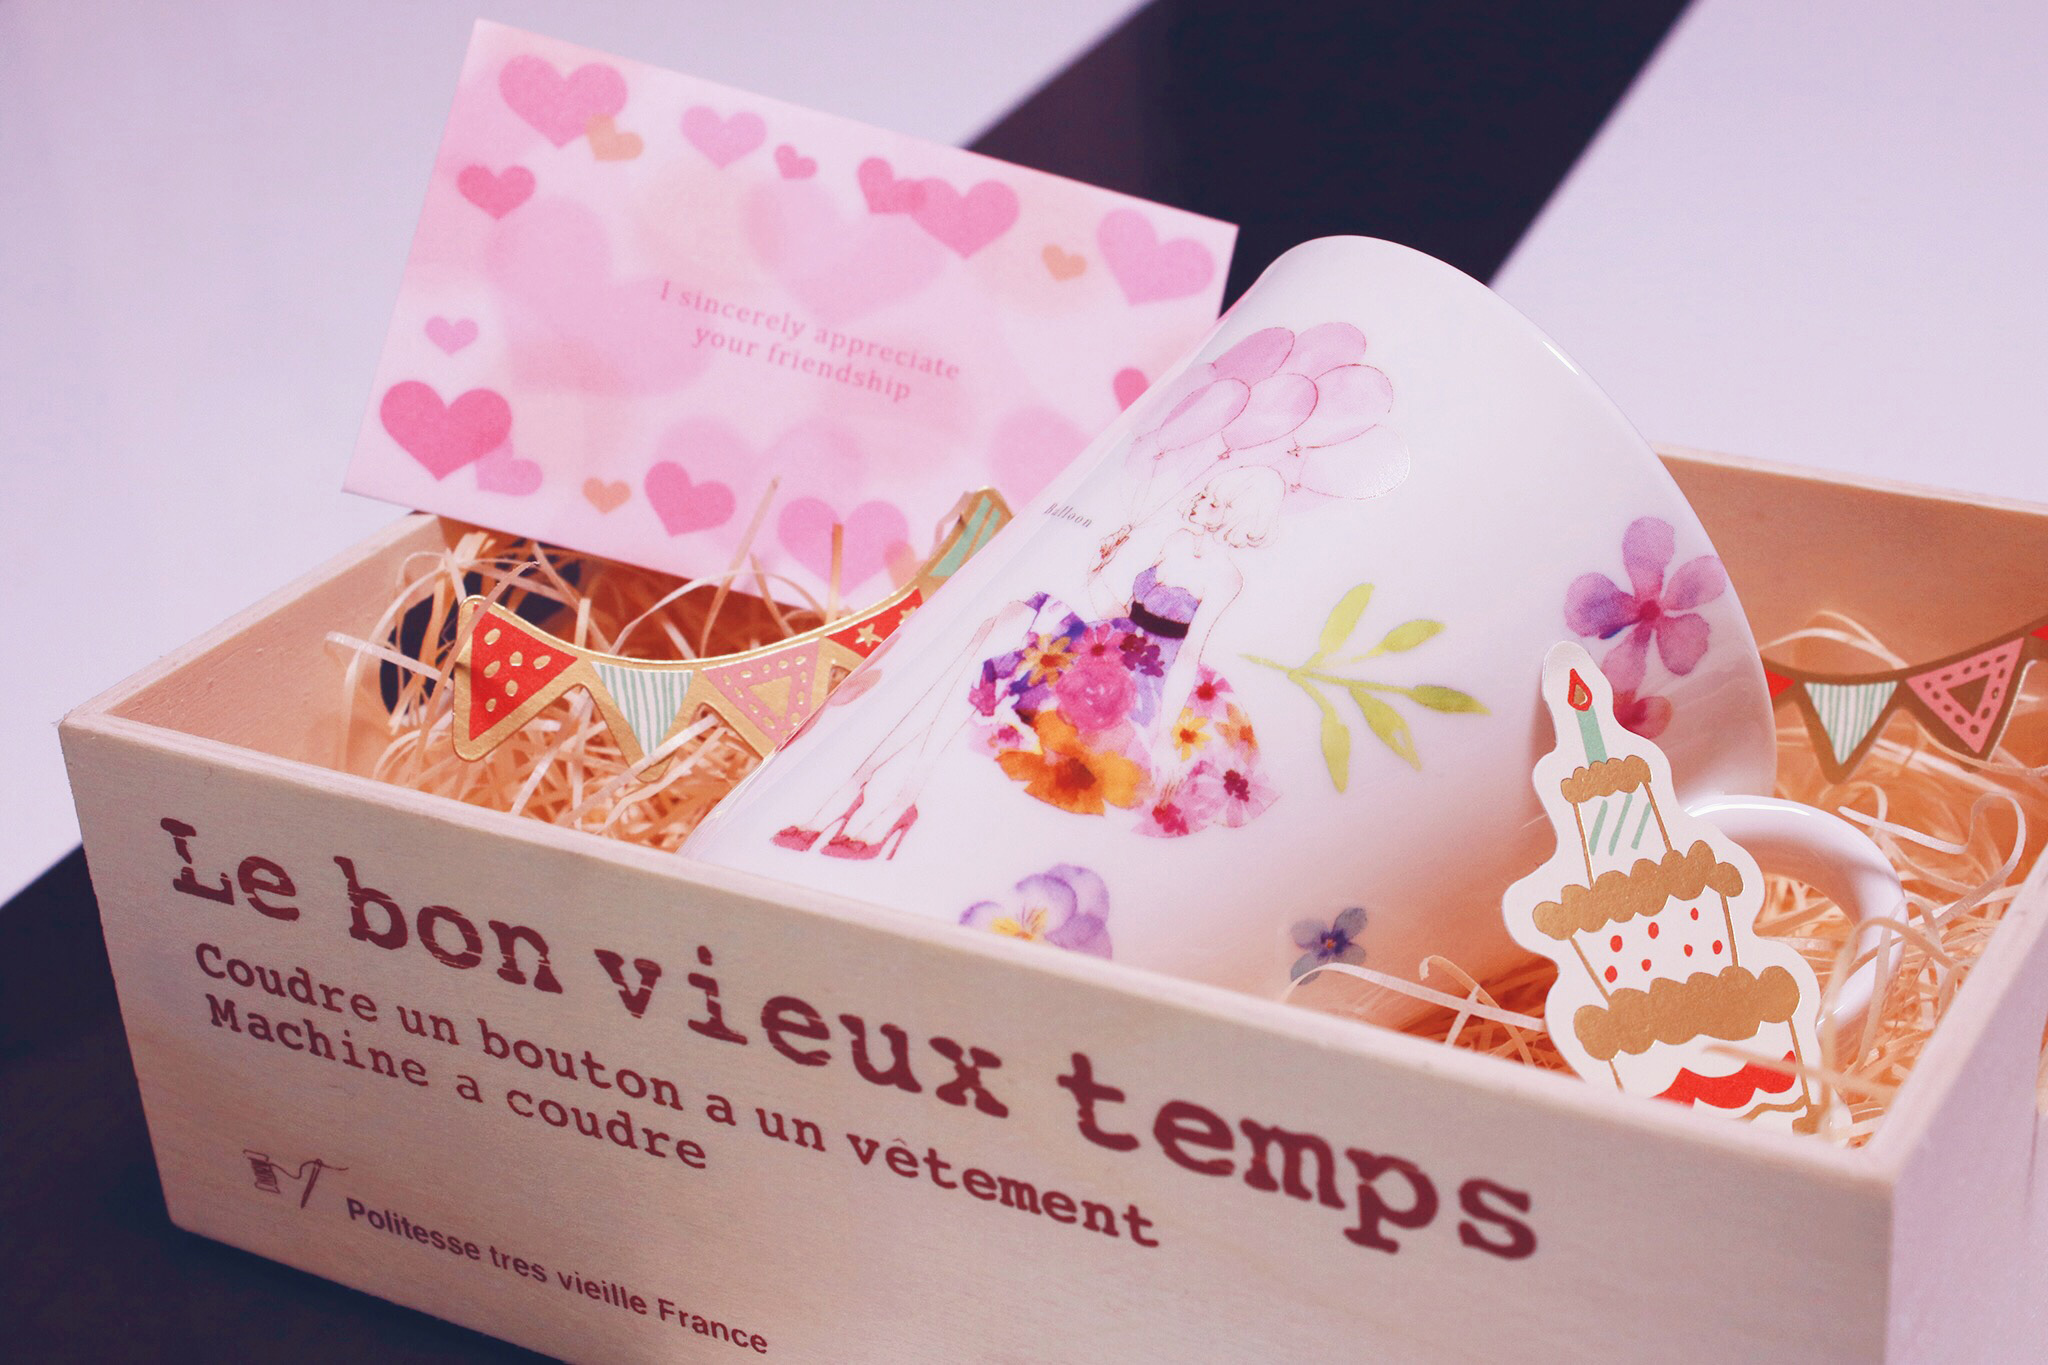 I sincerely appreciate
your friendship
Balloon
Le bon vieux temps
Coudre un bouton a un vêtement
Machine a coudre
Politesse tres vieille France